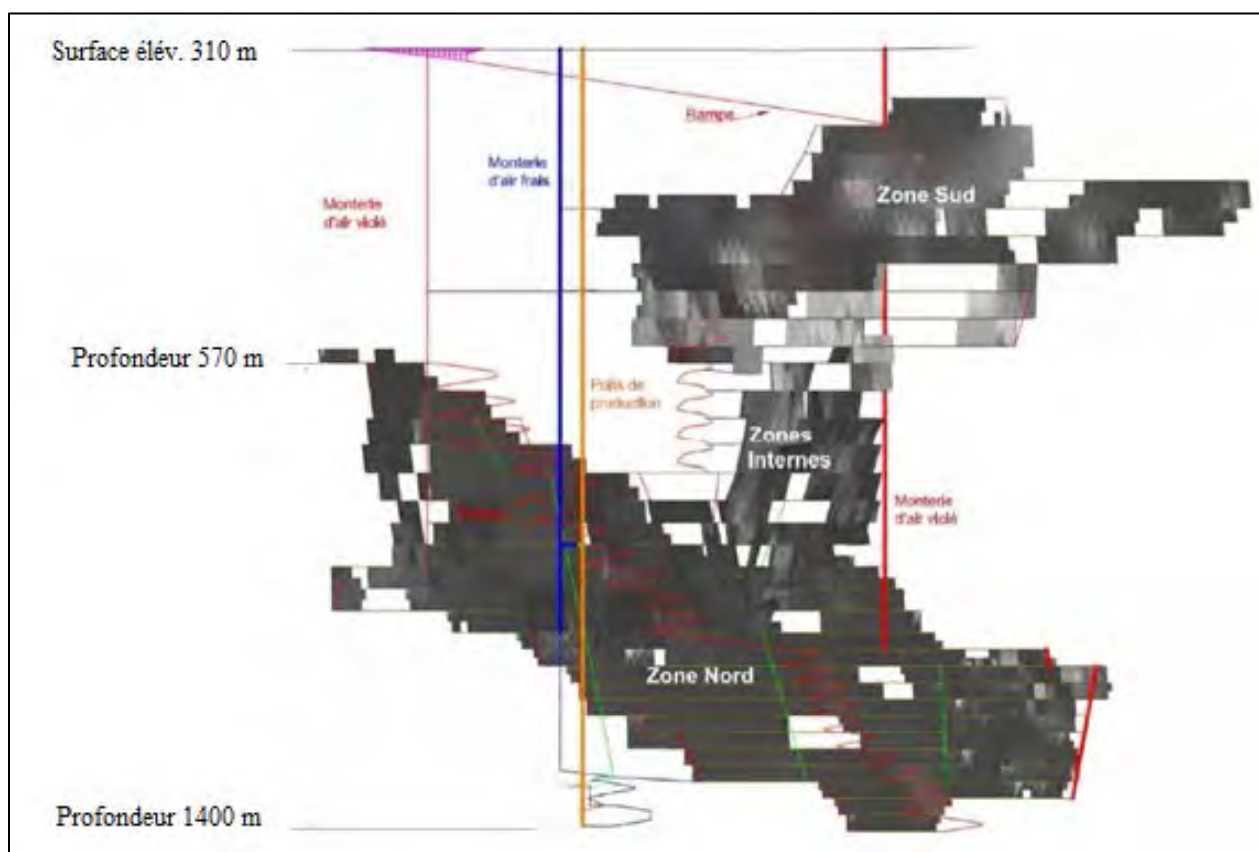 Surface élév. 310 m
Rampe
Monterie
d'air frais
Zone Sud
Monterie
d'air vicié
Profondeur 570 m
Puits de
production
Zones
Internes
Monterie
d'air vicié
Zone Nord
Profondeur 1400 m